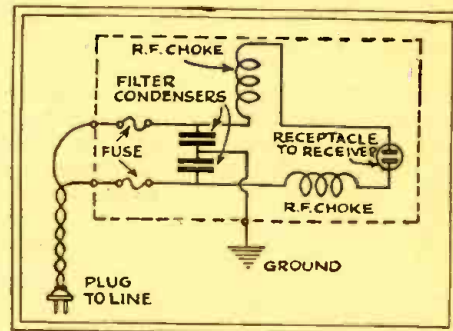 R.F. CHOKE
FILTER
CONDENSERS
FUSE
RECEPTACLE
TO RECEIVER
R.F. CHOKE
GROUND
PLUG
TO LINE